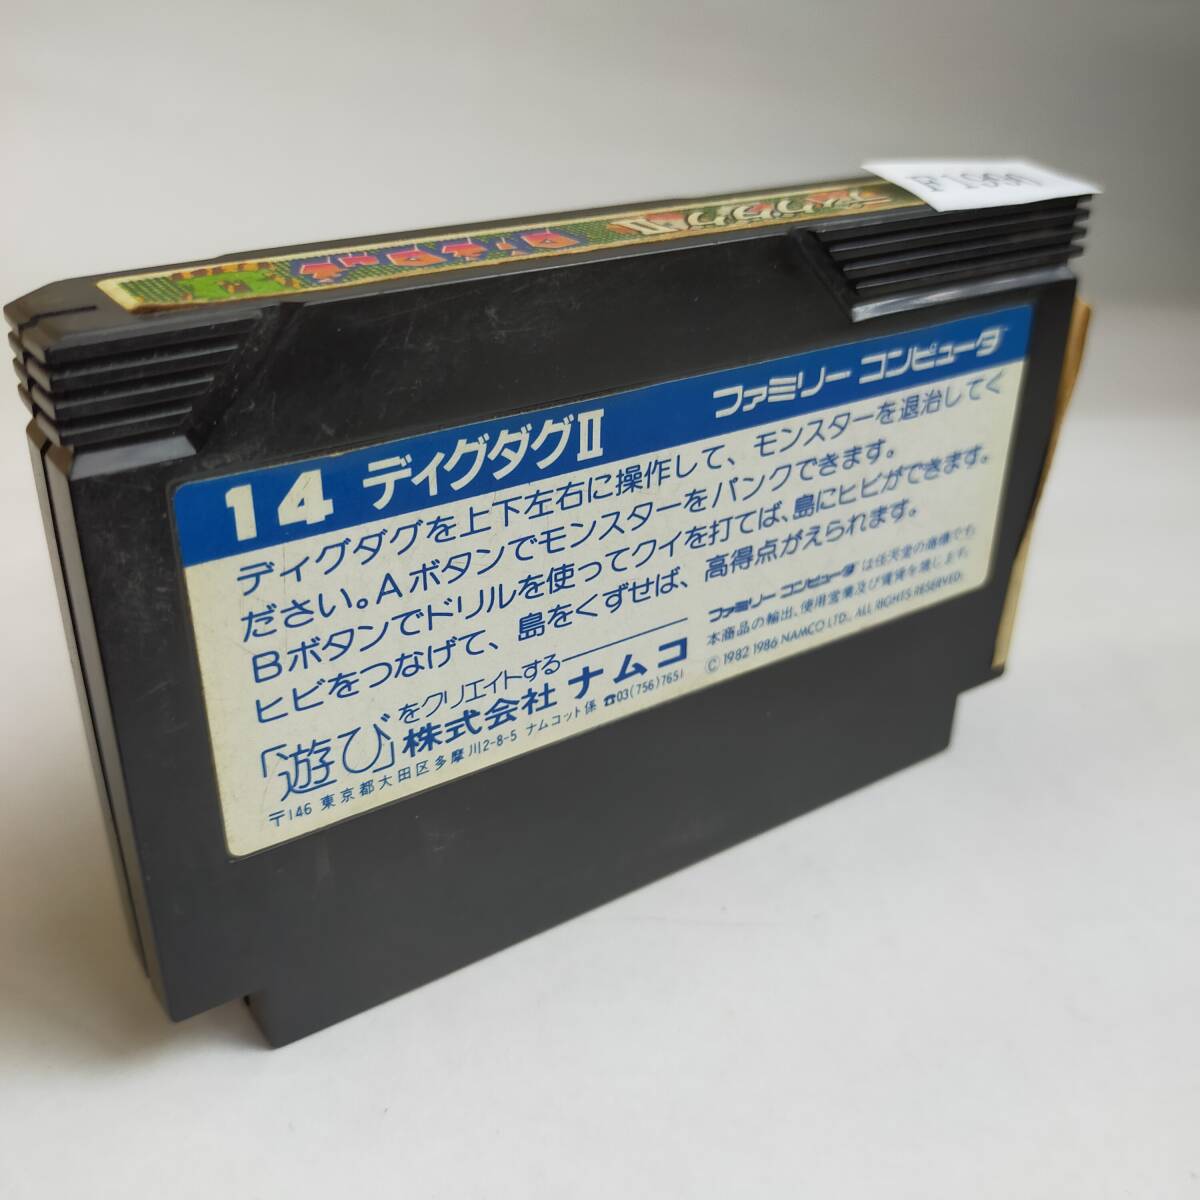 ディグダグII
14 ディグダグII
ファミリー コンピュータ
ディグダグを上下左右に操作して、モンスターを退治してく
ださい。Aボタンでモンスターをパンクできます。
Bボタンでドリルを使ってクイを打てば、島にヒビができます。
ヒビをつなげて、島をくずせば、高得点がえられます。
「遊び」をクリエイトする
株式会社 ナムコ
〒146 東京都大田区多摩川2-8-5 ナムコット係 ☎03(756)7651
ファミリー コンピュータ は任天堂の商標です。
本商品の輸出、使用営業及び賃貸を禁じます。
©1982 1986 NAMCO LTD., ALL RIGHTS RESERVED.